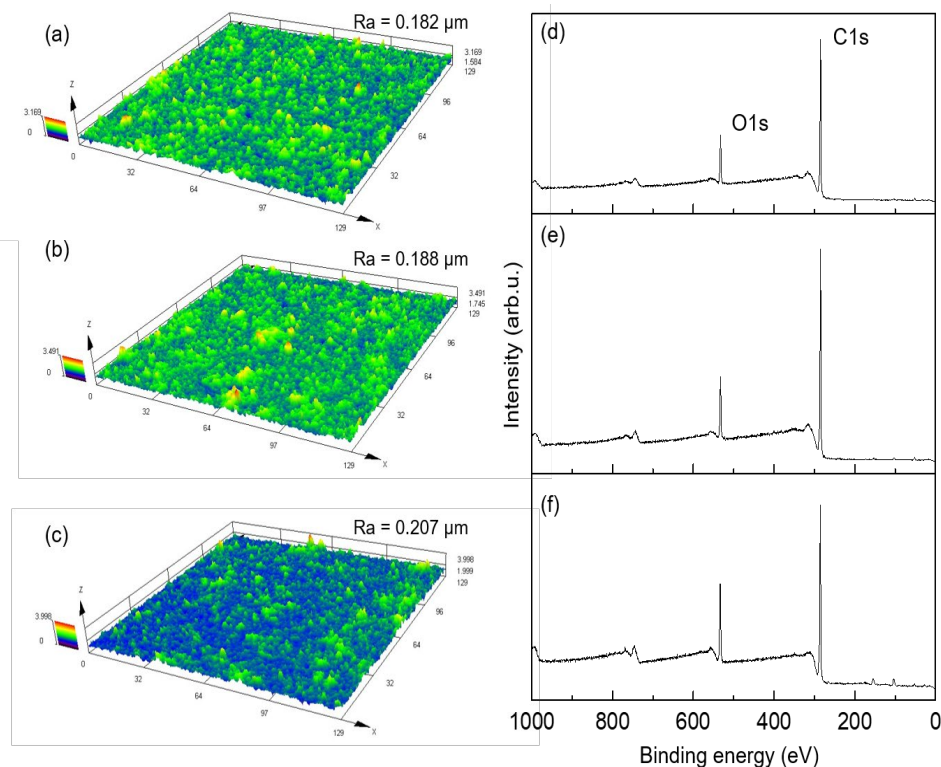 (a)
Ra = 0.182 µm
3.169
1.584
129
Z
96
3.169
0
64
0
32
32
64
97
X
129
(b)
Ra = 0.188 µm
3.491
1.745
129
Z
96
3.491
0
64
0
32
32
64
97
X
129
(c)
Ra = 0.207 µm
3.998
1.999
129
Z
96
3.998
0
64
0
32
32
64
97
X
129
(d)
C1s
O1s
(e)
Intensity (arb.u.)
(f)
1000 800 600 400 200 0
Binding energy (eV)